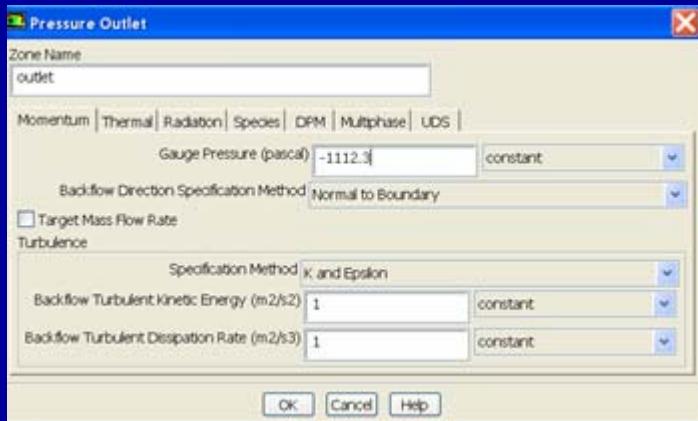 Pressure Outlet
Zone Name
outlet
Momentum Thermal Radiation Species DPM Multiphase UDS
Gauge Pressure (pascal) -1112.3 constant
Backflow Direction Specification Method Normal to Boundary
Target Mass Flow Rate
Turbulence
Specification Method K and Epsilon
Backflow Turbulent Kinetic Energy (m2/s2) 1 constant
Backflow Turbulent Dissipation Rate (m2/s3) 1 constant
OK Cancel Help